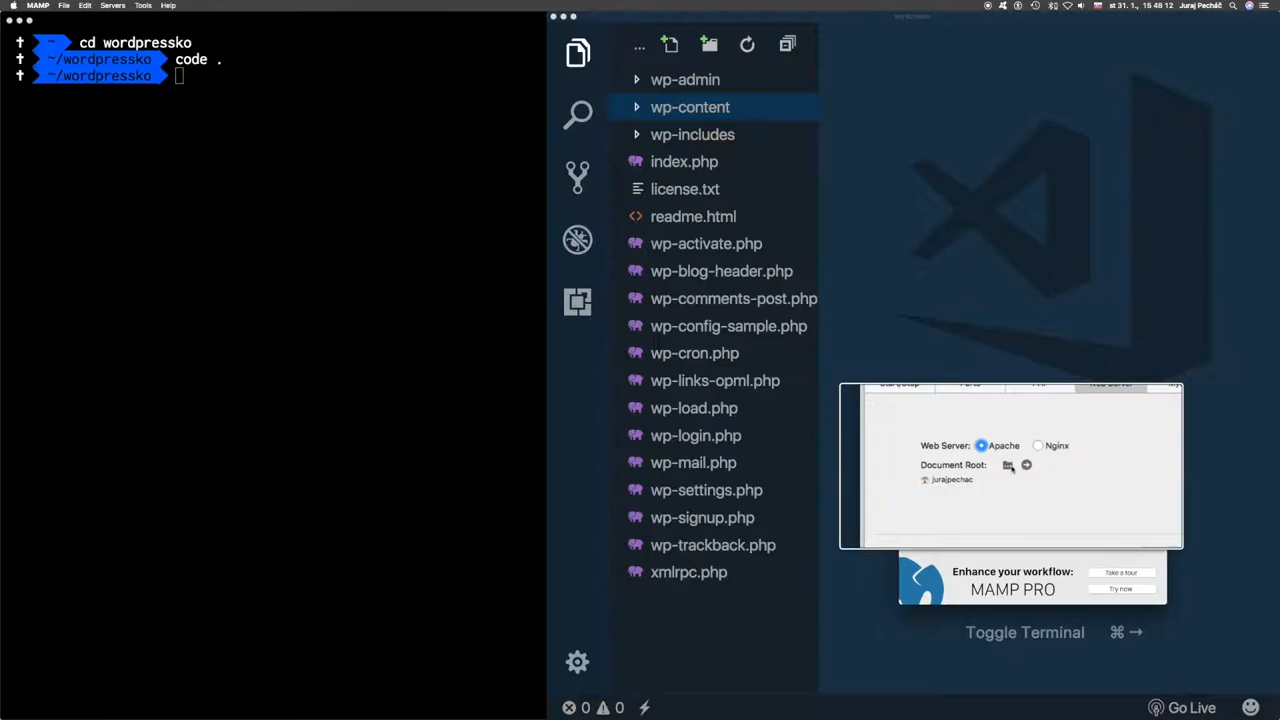 MAMP File Edit Servers Tools Help
st 31. 1., 15:48:12 Juraj Pecháč
~ cd wordpressko
~/wordpressko code .
~/wordpressko
...
wp-admin
wp-content
wp-includes
index.php
license.txt
readme.html
wp-activate.php
wp-blog-header.php
wp-comments-post.php
wp-config-sample.php
wp-cron.php
wp-links-opml.php
wp-load.php
wp-login.php
wp-mail.php
wp-settings.php
wp-signup.php
wp-trackback.php
xmlrpc.php
Web Server: Apache Nginx
Document Root:
jurajpechac
Enhance your workflow:
MAMP PRO
Take a tour
Try now
Toggle Terminal ⌘ →
0 0
Go Live